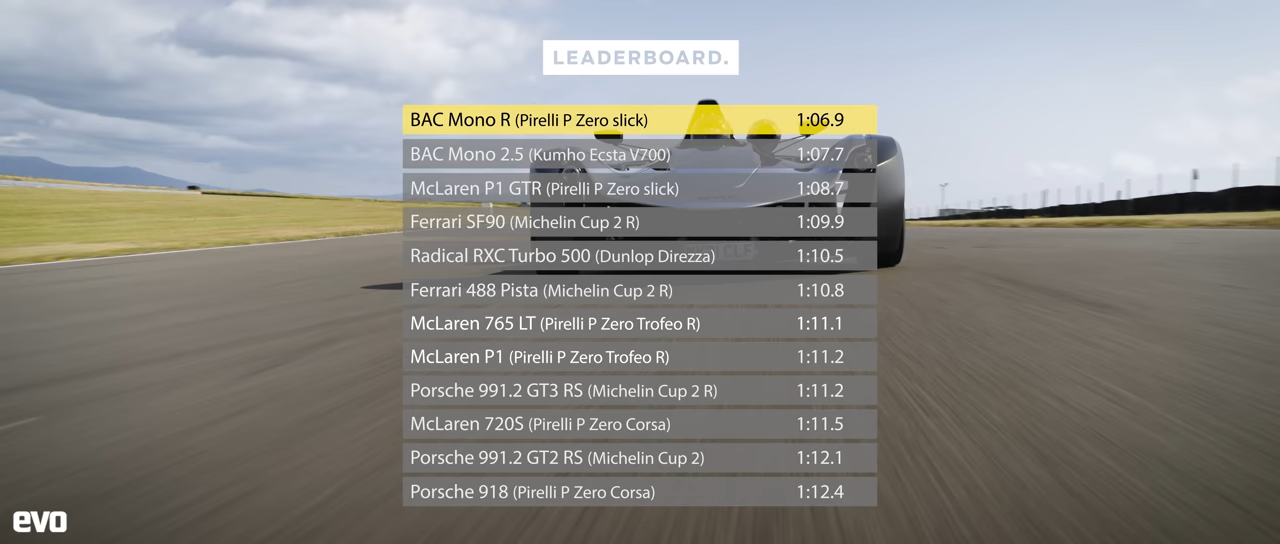 LEADERBOARD.
BAC Mono R (Pirelli P Zero slick) 1:06.9
BAC Mono 2.5 (Kumho Ecsta V700) 1:07.7
McLaren P1 GTR (Pirelli P Zero slick) 1:08.7
Ferrari SF90 (Michelin Cup 2 R) 1:09.9
Radical RXC Turbo 500 (Dunlop Direzza) 1:10.5
Ferrari 488 Pista (Michelin Cup 2 R) 1:10.8
McLaren 765 LT (Pirelli P Zero Trofeo R) 1:11.1
McLaren P1 (Pirelli P Zero Trofeo R) 1:11.2
Porsche 991.2 GT3 RS (Michelin Cup 2 R) 1:11.2
McLaren 720S (Pirelli P Zero Corsa) 1:11.5
Porsche 991.2 GT2 RS (Michelin Cup 2) 1:12.1
Porsche 918 (Pirelli P Zero Corsa) 1:12.4
evo